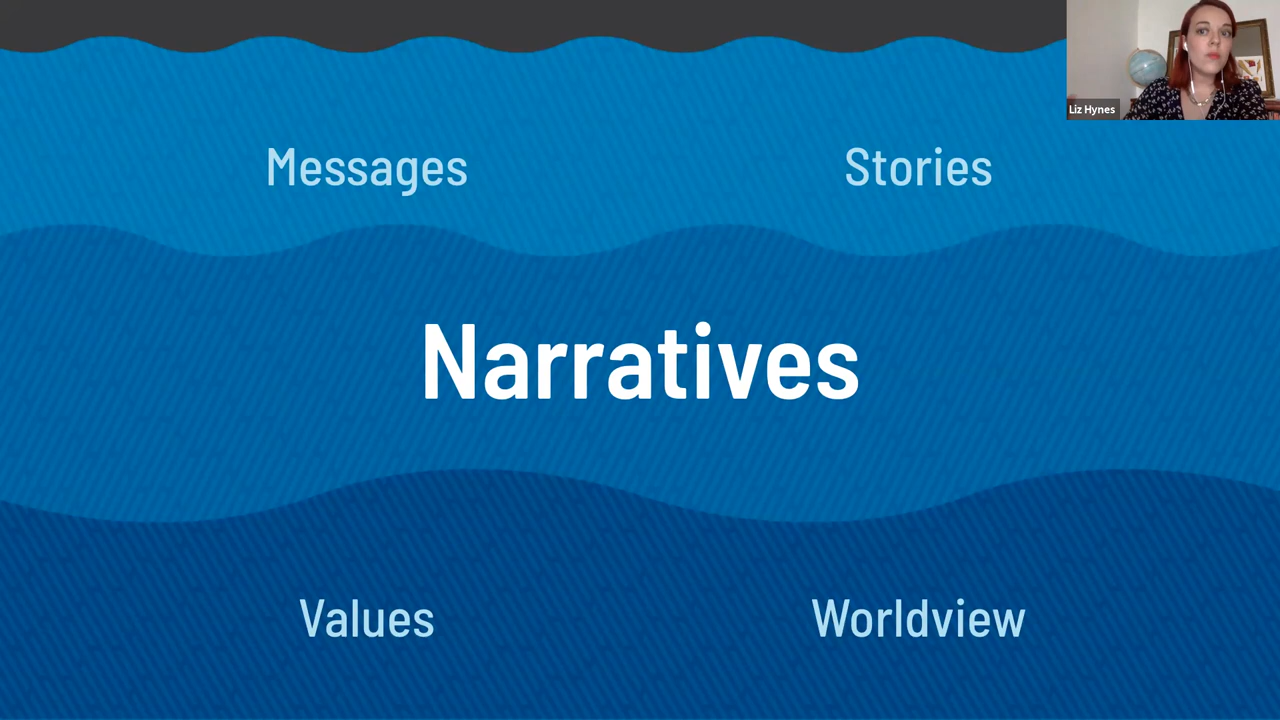 Liz Hynes
Messages
Stories
Narratives
Values
Worldview